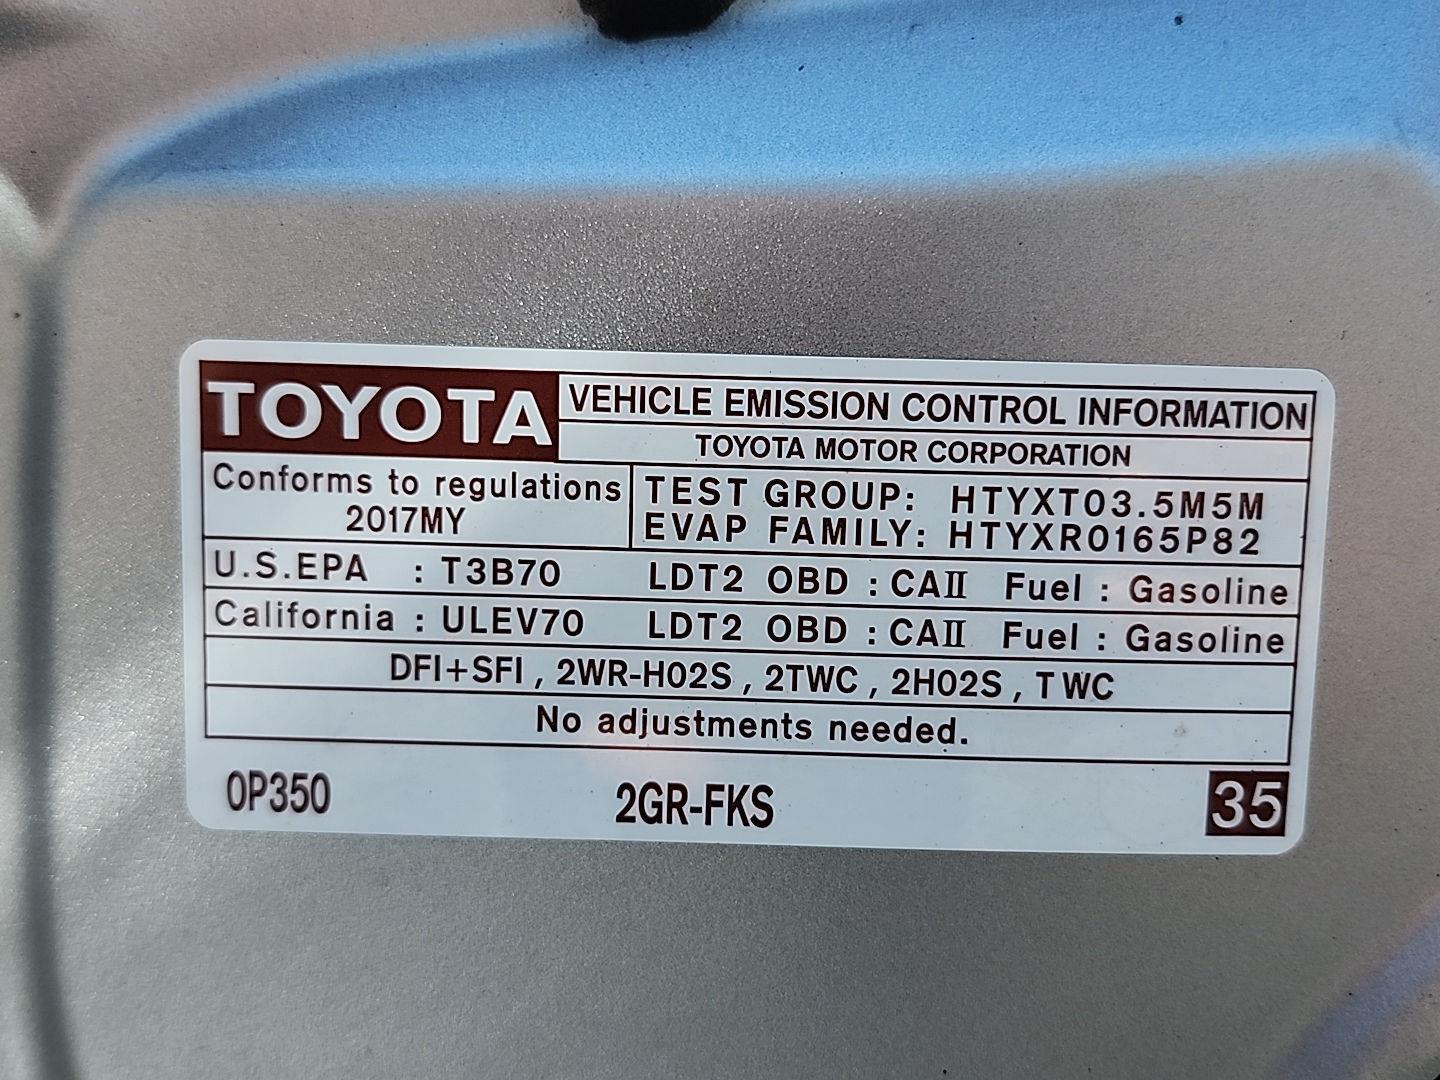 TOYOTA VEHICLE EMISSION CONTROL INFORMATION
TOYOTA MOTOR CORPORATION
Conforms to regulations
2017MY
TEST GROUP: HTYXT03.5M5M
EVAP FAMILY: HTYXR0165P82
U.S.EPA : T3B70 LDT2 OBD : CAII Fuel : Gasoline
California : ULEV70 LDT2 OBD : CAII Fuel : Gasoline
DFI+SFI , 2WR-HO2S , 2TWC , 2HO2S , TWC
No adjustments needed.
0P350 2GR-FKS 35